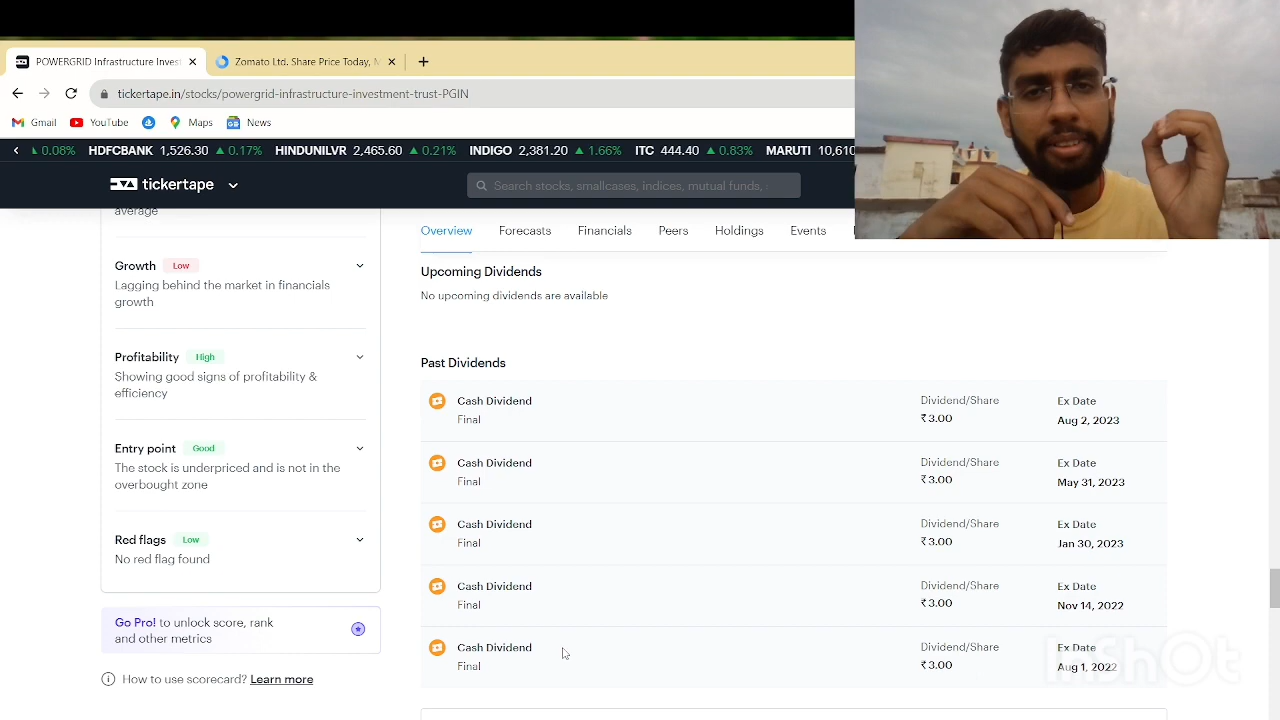 POWERGRID Infrastructure Invest
Zomato Ltd. Share Price Today, M
tickertape.in/stocks/powergrid-infrastructure-investment-trust-PGIN
Gmail YouTube Maps News
0.08% HDFCBANK 1,526.30 ▲ 0.17% HINDUNILVR 2,465.60 ▲ 0.21% INDIGO 2,381.20 ▲ 1.66% ITC 444.40 ▲ 0.83% MARUTI 10,610
tickertape
Search stocks, smallcases, indices, mutual funds,
average
Growth Low
Lagging behind the market in financials
growth
Profitability High
Showing good signs of profitability &
efficiency
Entry point Good
The stock is underpriced and is not in the
overbought zone
Red flags Low
No red flag found
Go Pro! to unlock score, rank
and other metrics
How to use scorecard? Learn more
Overview Forecasts Financials Peers Holdings Events
Upcoming Dividends
No upcoming dividends are available
Past Dividends
Cash Dividend Dividend/Share Ex Date
Final ₹3.00 Aug 2, 2023
Cash Dividend Dividend/Share Ex Date
Final ₹3.00 May 31, 2023
Cash Dividend Dividend/Share Ex Date
Final ₹3.00 Jan 30, 2023
Cash Dividend Dividend/Share Ex Date
Final ₹3.00 Nov 14, 2022
Cash Dividend Dividend/Share Ex Date
Final ₹3.00 Aug 1, 2022
InShOt